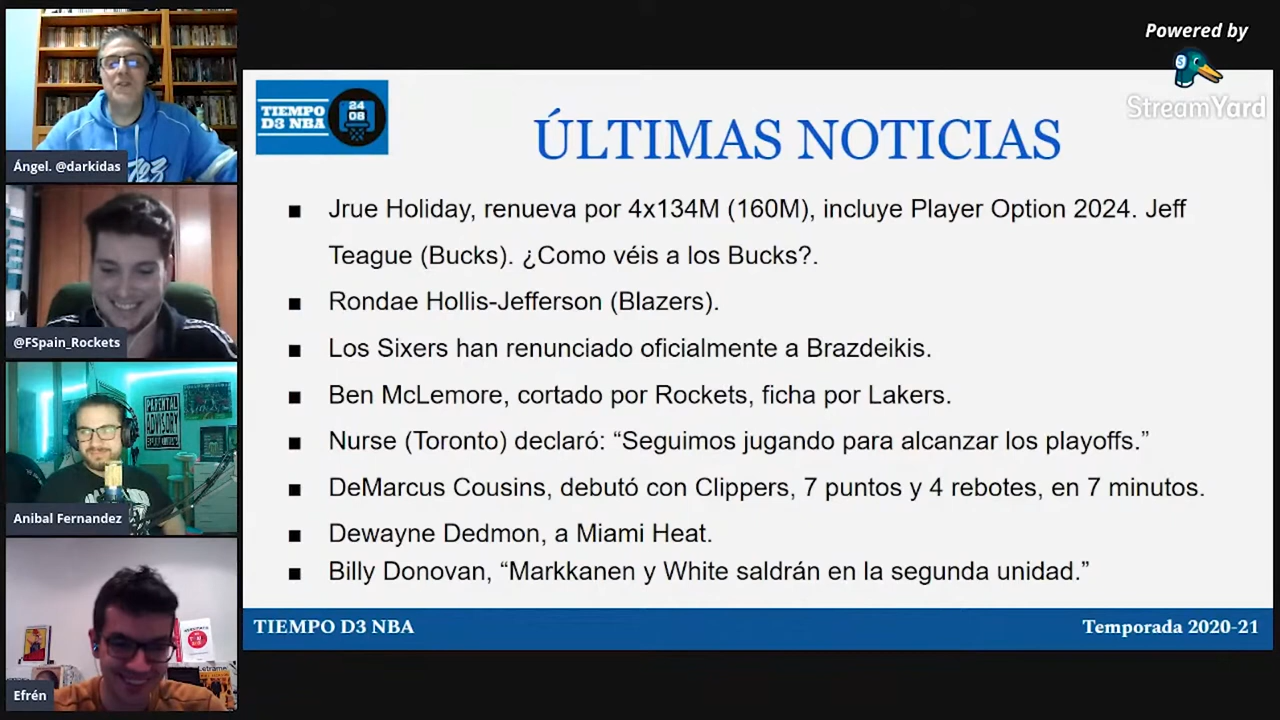 Powered by
StreamYard
TIEMPO
D3 NBA
24
08
ÚLTIMAS NOTICIAS
Jrue Holiday, renueva por 4x134M (160M), incluye Player Option 2024. Jeff
Teague (Bucks). ¿Como véis a los Bucks?.
Rondae Hollis-Jefferson (Blazers).
Los Sixers han renunciado oficialmente a Brazdeikis.
Ben McLemore, cortado por Rockets, ficha por Lakers.
Nurse (Toronto) declaró: “Seguimos jugando para alcanzar los playoffs.”
DeMarcus Cousins, debutó con Clippers, 7 puntos y 4 rebotes, en 7 minutos.
Dewayne Dedmon, a Miami Heat.
Billy Donovan, “Markkanen y White saldrán en la segunda unidad.”
TIEMPO D3 NBA
Temporada 2020-21
Ángel. @darkidas
@FSpain_Rockets
PARENTAL
ADVISORY
Anibal Fernandez
Efrén